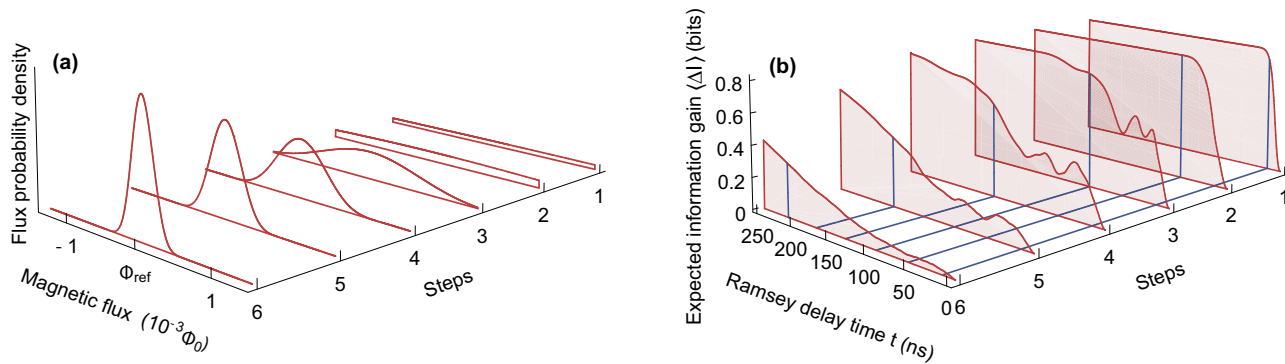 (a)
Flux probability density
- 1
Φref
1
Magnetic flux (10⁻³Φ₀)
6
5
4
3
2
1
Steps
(b)
Expected information gain ⟨ΔI⟩ (bits)
0.8
0.6
0.4
0.2
0
250
200
150
100
50
0
Ramsey delay time t (ns)
6
5
4
3
2
1
Steps